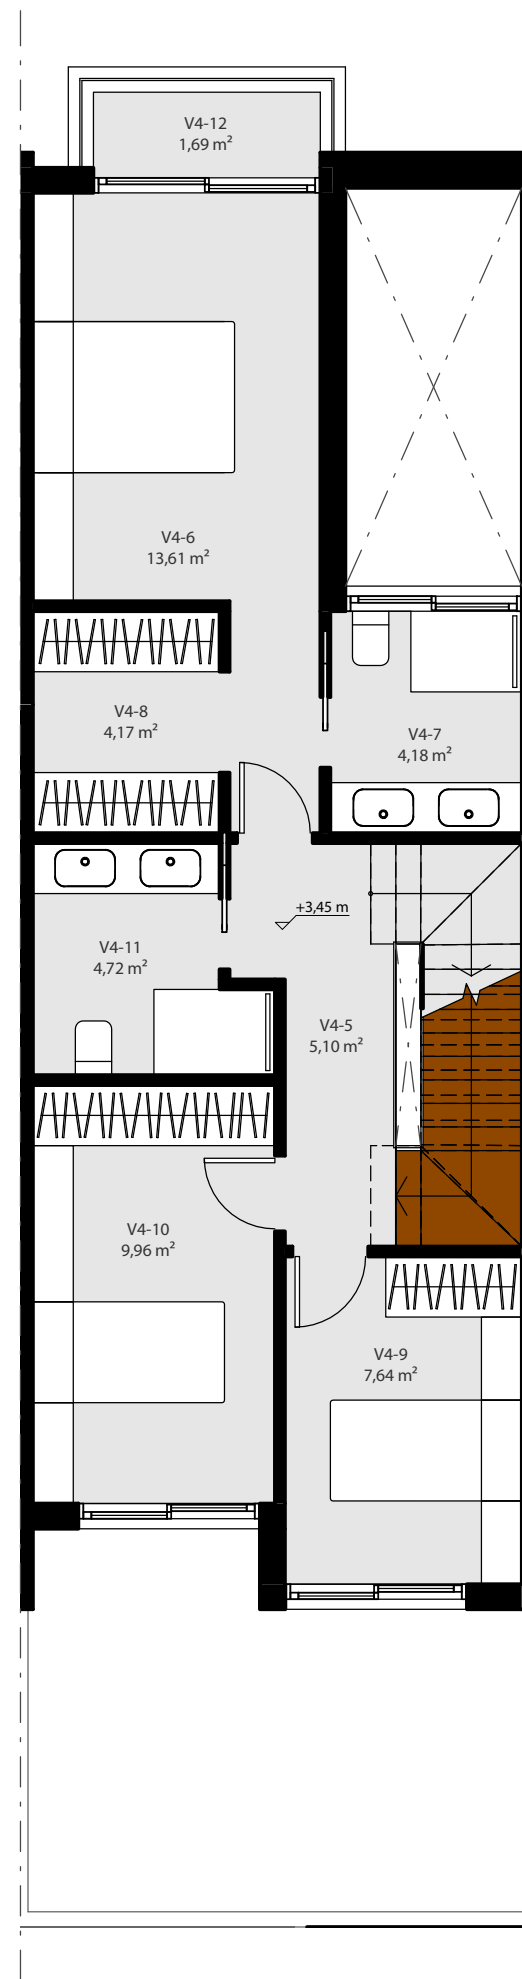 V4-12
1,69 m²
V4-6
13,61 m²
V4-8
4,17 m²
V4-7
4,18 m²
+3,45 m
V4-11
4,72 m²
V4-5
5,10 m²
V4-10
9,96 m²
V4-9
7,64 m²